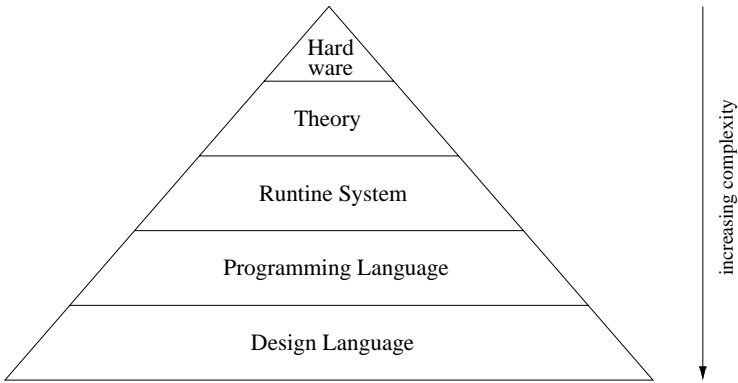 Hard
ware
Theory
Runtine System
Programming Language
Design Language
increasing complexity